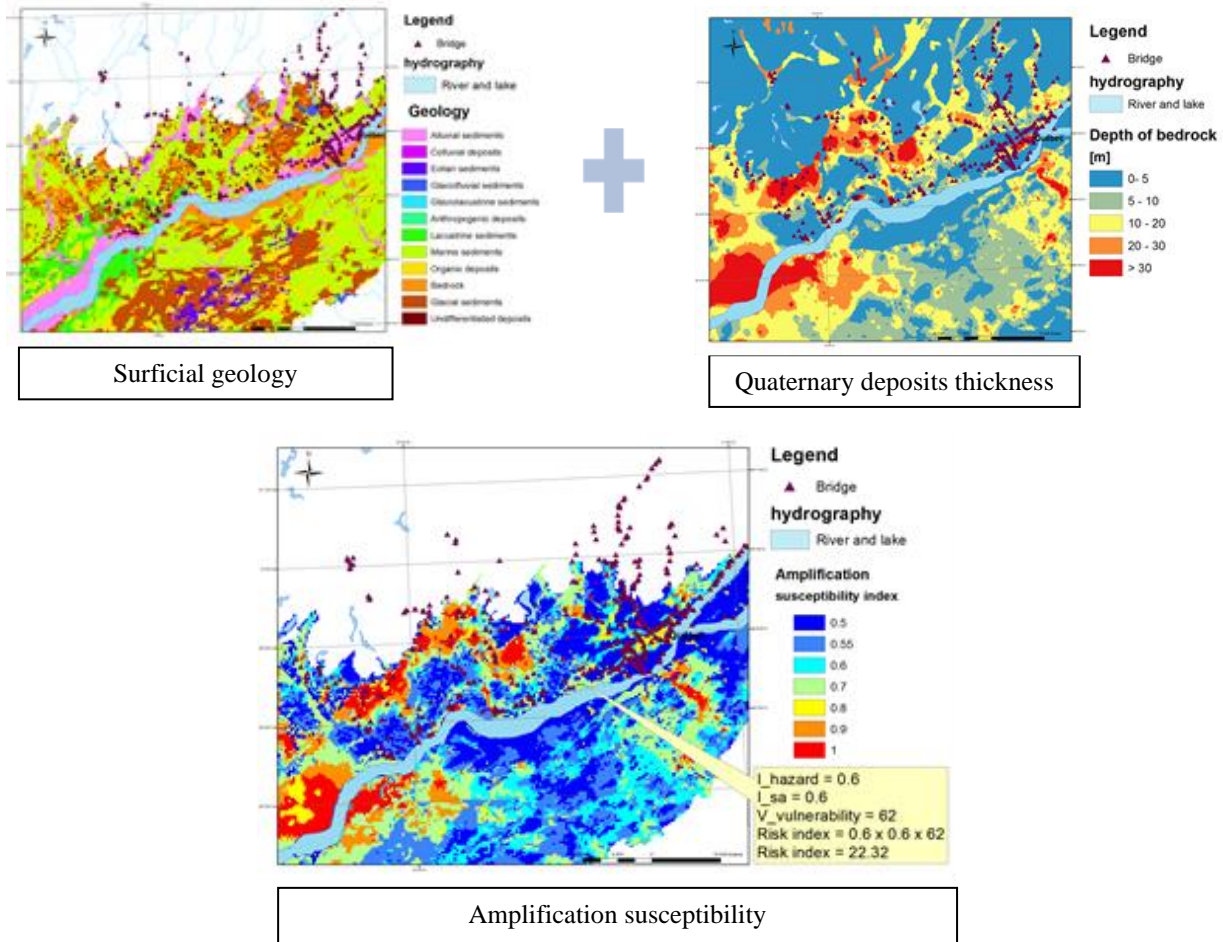 Legend
Bridge
hydrography
River and lake
Geology
Alluvial sediments
Colluvial deposits
Eolian sediments
Glaciofluvial sediments
Glaciolacustrine sediments
Anthropogenic deposits
Lacustrine sediments
Marine sediments
Organic deposits
Bedrock
Glacial sediments
Undifferentiated deposits
Surficial geology
Legend
Bridge
hydrography
River and lake
Depth of bedrock
[m]
0- 5
5 - 10
10 - 20
20 - 30
> 30
Quaternary deposits thickness
Legend
Bridge
hydrography
River and lake
Amplification
susceptibility index
0.5
0.55
0.6
0.7
0.8
0.9
1
I_hazard = 0.6
I_sa = 0.6
V_vulnerability = 62
Risk index = 0.6 x 0.6 x 62
Risk index = 22.32
Amplification susceptibility